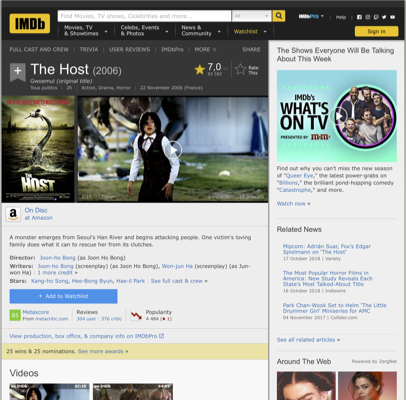 IMDb
Find Movies, TV shows, Celebrities and more...
All
IMDbPro
Help
Movies, TV & Showtimes
Celebs, Events & Photos
News & Community
Watchlist
Sign in
FULL CAST AND CREW | TRIVIA | USER REVIEWS | IMDbPro | MORE
SHARE
The Host (2006)
Gwoemul (original title)
Tous publics | 2h | Action, Drama, Horror | 22 November 2006 (France)
7,0
Rate This
The HOST
On Disc
at Amazon
A monster emerges from Seoul's Han River and begins attacking people. One victim's loving
family does what it can to rescue her from its clutches.
Director: Joon-ho Bong (as Joon Ho Bong)
Writers: Joon-ho Bong (screenplay) (as Joon Ho Bong), Won-jun Ha (screenplay) (as Jun-
won Ha) | 1 more credit »
Stars: Kang-ho Song, Hee-Bong Byun, Hae-il Park | See full cast & crew »
+ Add to Watchlist
85
Metascore
From metacritic.com
Reviews
304 user | 376 critic
Popularity
View production, box office, & company info on IMDbPro
25 wins & 25 nominations. See more awards »
Videos
The Shows Everyone Will Be Talking
About This Week
IMDb's
WHAT'S
ON TV
PRESENTED BY
Find out why you can't miss the new season
of "Queer Eye," the latest power-grabs on
"Billions," the brilliant pond-hopping comedy
"Catastrophe," and more.
Watch now »
Related News
Mipcom: Adrián Suar, Fox's Edgar
Spielmann on 'The Host'
17 October 2018 | Variety
The Most Popular Horror Films in
America: New Study Reveals Each
State's Most Talked-About Title
16 October 2018 | Indiewire
Park Chan-Wook Set to Helm 'The Little
Drummer Girl' Miniseries for AMC
04 November 2017 | Collider.com
See all related articles »
Around The Web
Powered by ZergNet